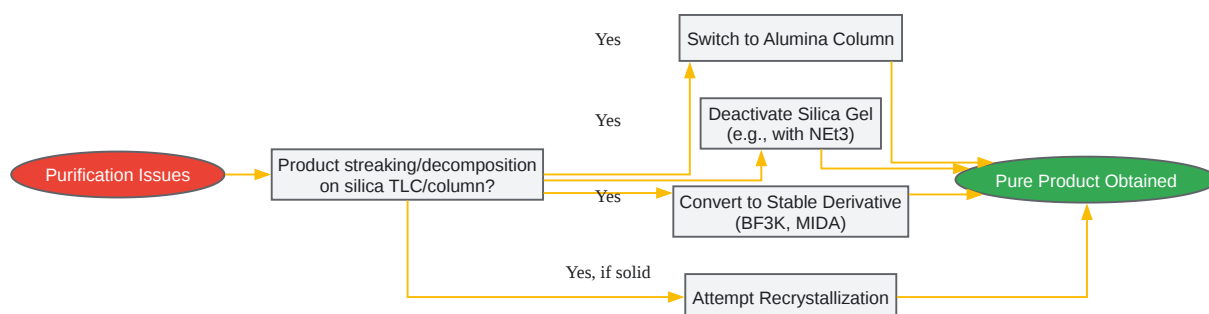 Purification Issues
Product streaking/decomposition
on silica TLC/column?
Yes
Switch to Alumina Column
Yes
Deactivate Silica Gel
(e.g., with NEt3)
Yes
Convert to Stable Derivative
(BF3K, MIDA)
Yes, if solid
Attempt Recrystallization
Pure Product Obtained